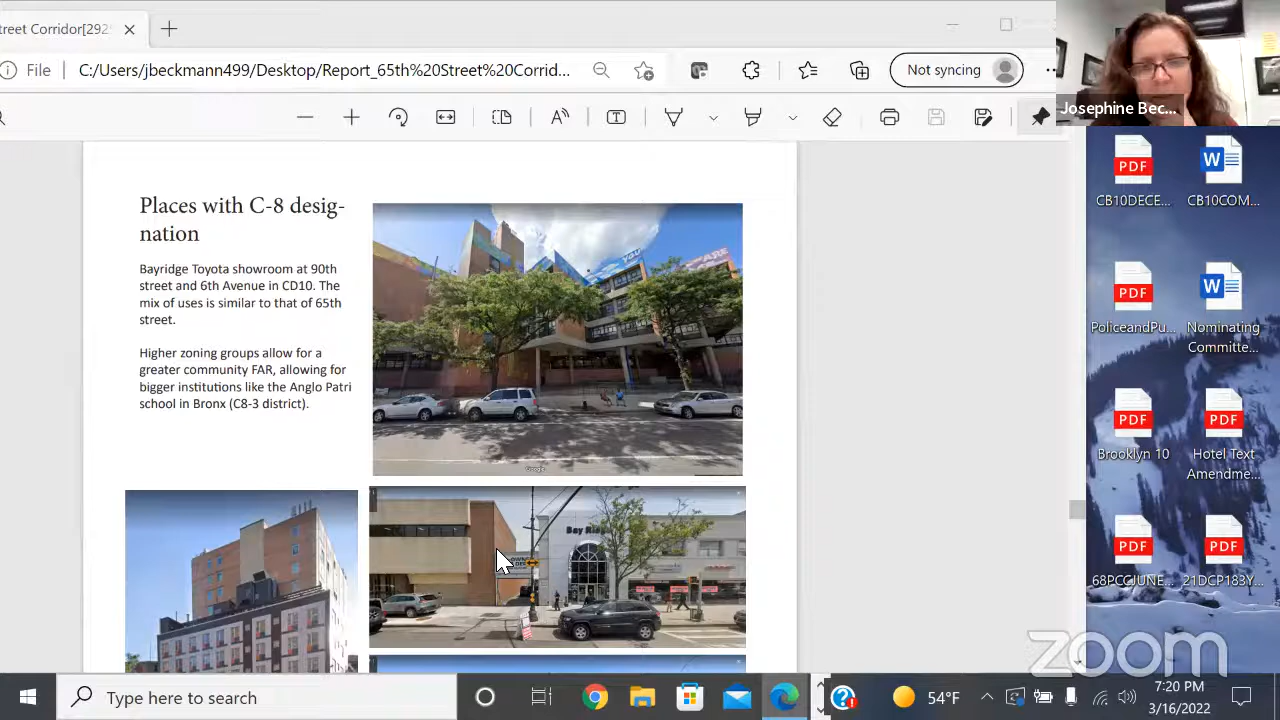 treet Corridor[292
File
C:/Users/jbeckmann499/Desktop/Report_65th%20Street%20Corrid...
Not syncing
Josephine Bec...
Places with C-8 desig-
nation
Bayridge Toyota showroom at 90th
street and 6th Avenue in CD10. The
mix of uses is similar to that of 65th
street.
Higher zoning groups allow for a
greater community FAR, allowing for
bigger institutions like the Anglo Patri
school in Bronx (C8-3 district).
YOU
ARE
Google
Bay Ri
PDF
CB10DECE...
W
CB10COM...
PDF
PoliceandPu...
W
Nominating
Committe...
PDF
Brooklyn 10
PDF
Hotel Text
Amendme...
PDF
68PCCJUNE...
PDF
21DCP183Y...
zoom
Type here to search
54°F
7:20 PM
3/16/2022